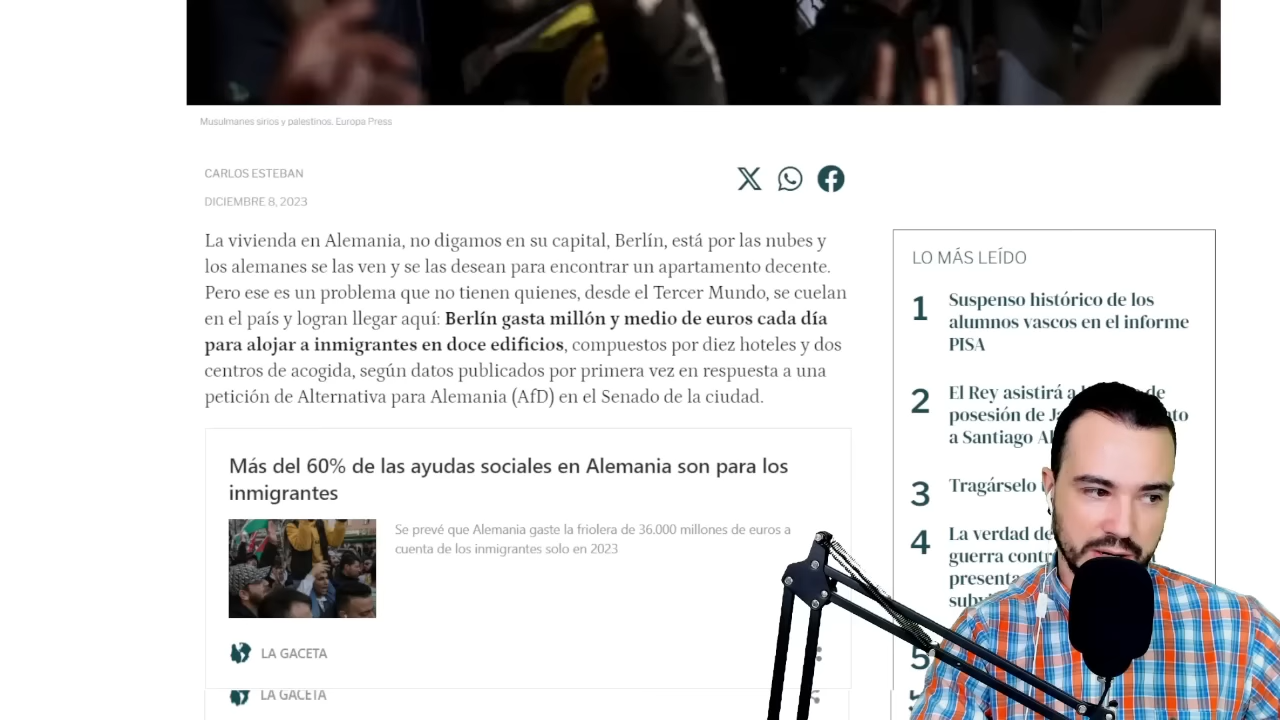 Musulmanes sirios y palestinos. Europa Press
CARLOS ESTEBAN
DICIEMBRE 8, 2023
La vivienda en Alemania, no digamos en su capital, Berlín, está por las nubes y
los alemanes se las ven y se las desean para encontrar un apartamento decente.
Pero ese es un problema que no tienen quienes, desde el Tercer Mundo, se cuelan
en el país y logran llegar aquí: Berlín gasta millón y medio de euros cada día
para alojar a inmigrantes en doce edificios, compuestos por diez hoteles y dos
centros de acogida, según datos publicados por primera vez en respuesta a una
petición de Alternativa para Alemania (AfD) en el Senado de la ciudad.
Más del 60% de las ayudas sociales en Alemania son para los
inmigrantes
Se prevé que Alemania gaste la friolera de 36.000 millones de euros a
cuenta de los inmigrantes solo en 2023
LA GACETA
LA GACETA
LO MÁS LEÍDO
1 Suspenso histórico de los
alumnos vascos en el informe
PISA
2 El Rey asistirá a de
posesión de
a Santiago
3 Tragárselo
4 La verdad de
guerra
5